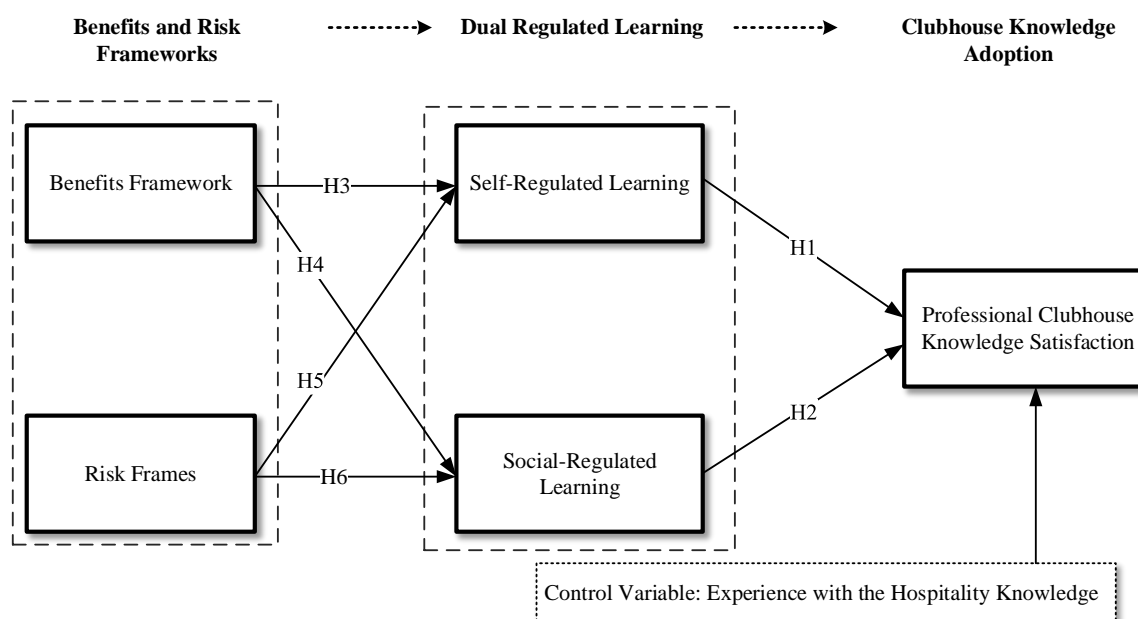 Benefits and Risk
Frameworks
Dual Regulated Learning
Clubhouse Knowledge
Adoption
Benefits Framework
H3
Self-Regulated Learning
H4
H1
Professional Clubhouse
Knowledge Satisfaction
H5
H2
Risk Frames
H6
Social-Regulated
Learning
Control Variable: Experience with the Hospitality Knowledge